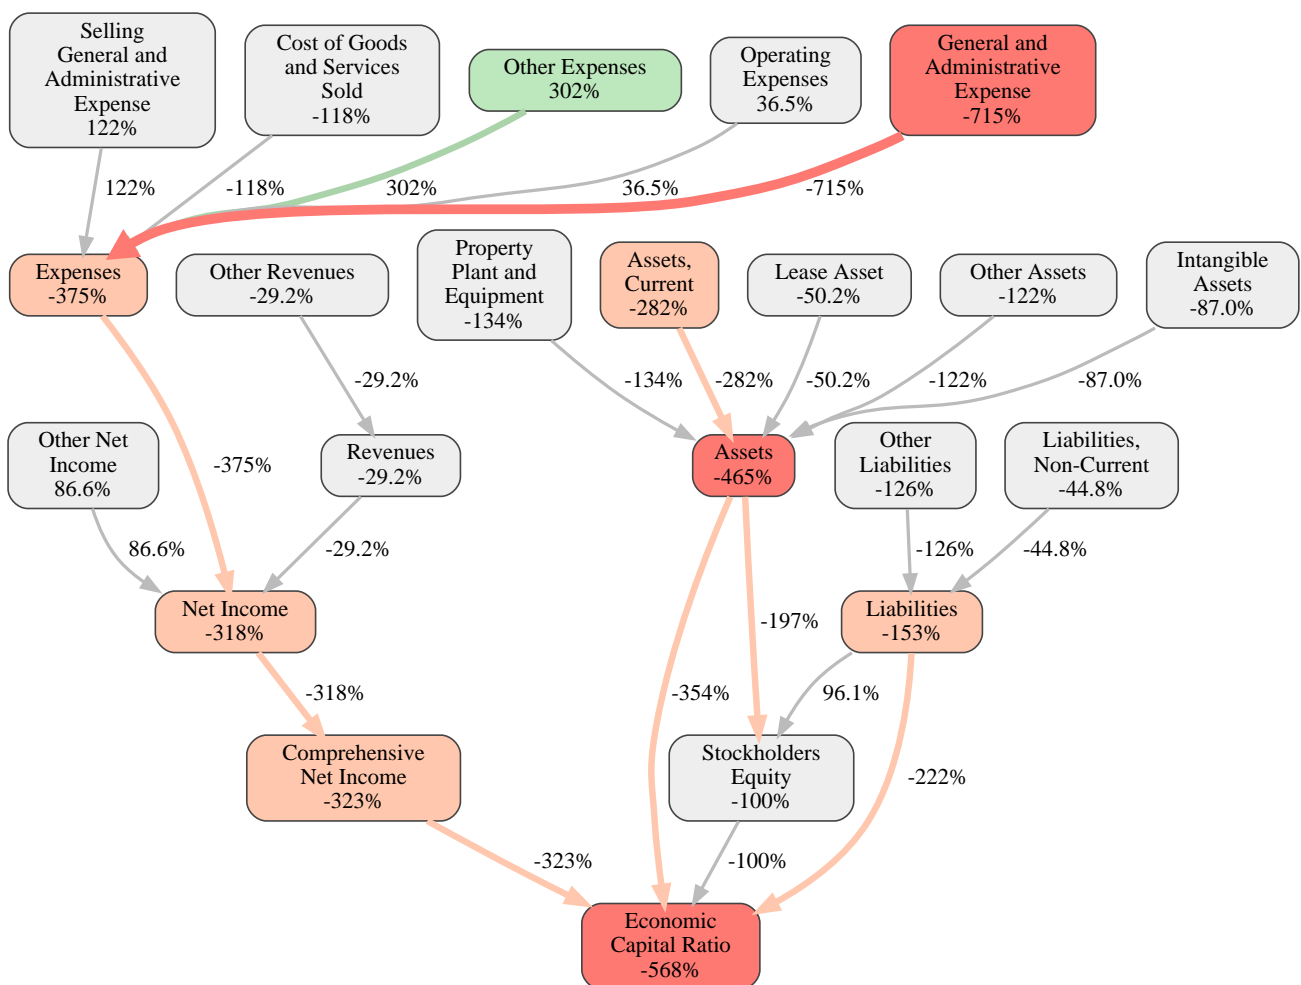 Selling
General and
Administrative
Expense
122%
Cost of Goods
and Services
Sold
-118%
Other Expenses
302%
Operating
Expenses
36.5%
General and
Administrative
Expense
-715%
122%
-118%
302%
36.5%
-715%
Expenses
-375%
Other Revenues
-29.2%
Property
Plant and
Equipment
-134%
Assets,
Current
-282%
Lease Asset
-50.2%
Other Assets
-122%
Intangible
Assets
-87.0%
-29.2%
-134%
-282%
-50.2%
-122%
-87.0%
Other Net
Income
86.6%
-375%
Revenues
-29.2%
Assets
-465%
Other
Liabilities
-126%
Liabilities,
Non-Current
-44.8%
86.6%
-29.2%
-126%
-44.8%
Net Income
-318%
-197%
Liabilities
-153%
-318%
-354%
96.1%
Comprehensive
Net Income
-323%
Stockholders
Equity
-100%
-222%
-323%
-100%
Economic
Capital Ratio
-568%